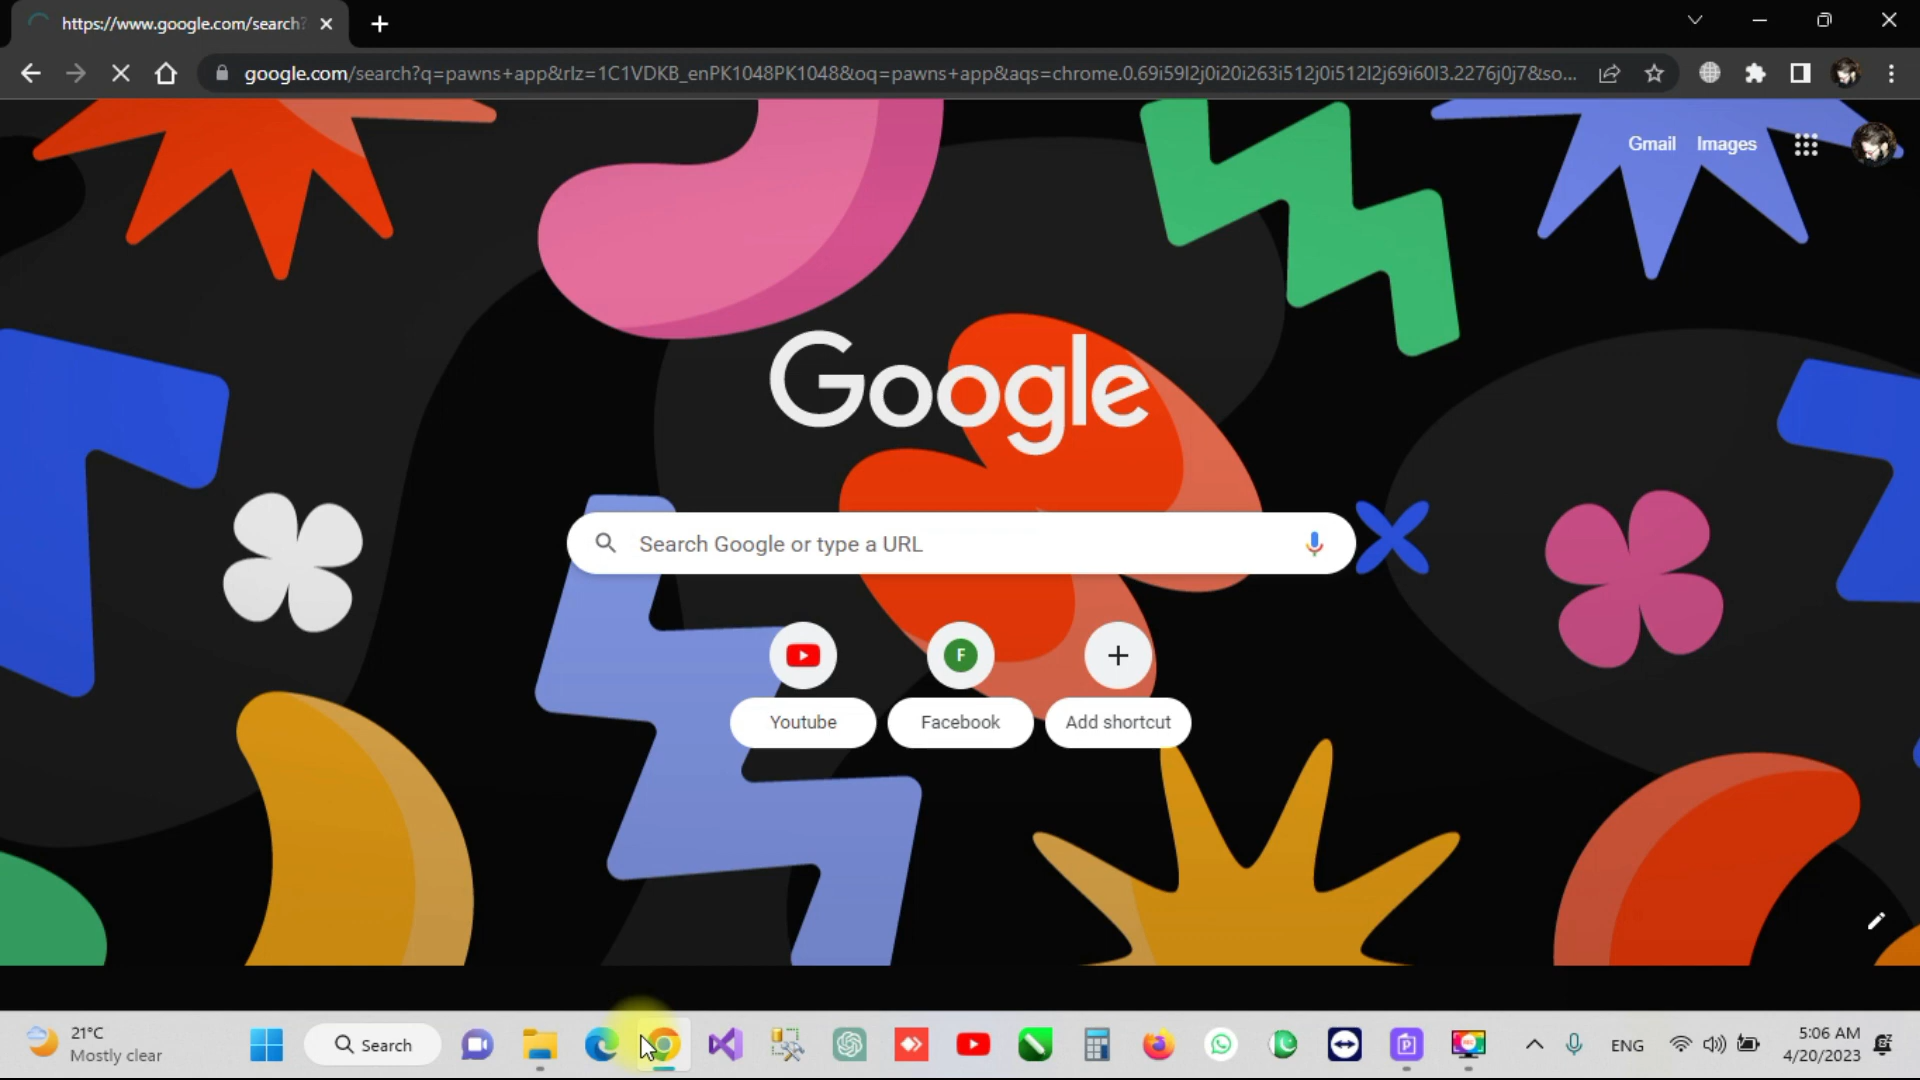 https://www.google.com/search?
google.com/search?q=pawns+app&rlz=1C1VDKB_enPK1048PK1048&oq=pawns+app&aqs=chrome.0.69i59l2j0i20i263i512j0i512l2j69i60l3.2276j0j7&so...
Gmail Images
Google
Search Google or type a URL
F
Youtube Facebook Add shortcut
21°C
Mostly clear
Search
REC
ENG
5:06 AM
4/20/2023